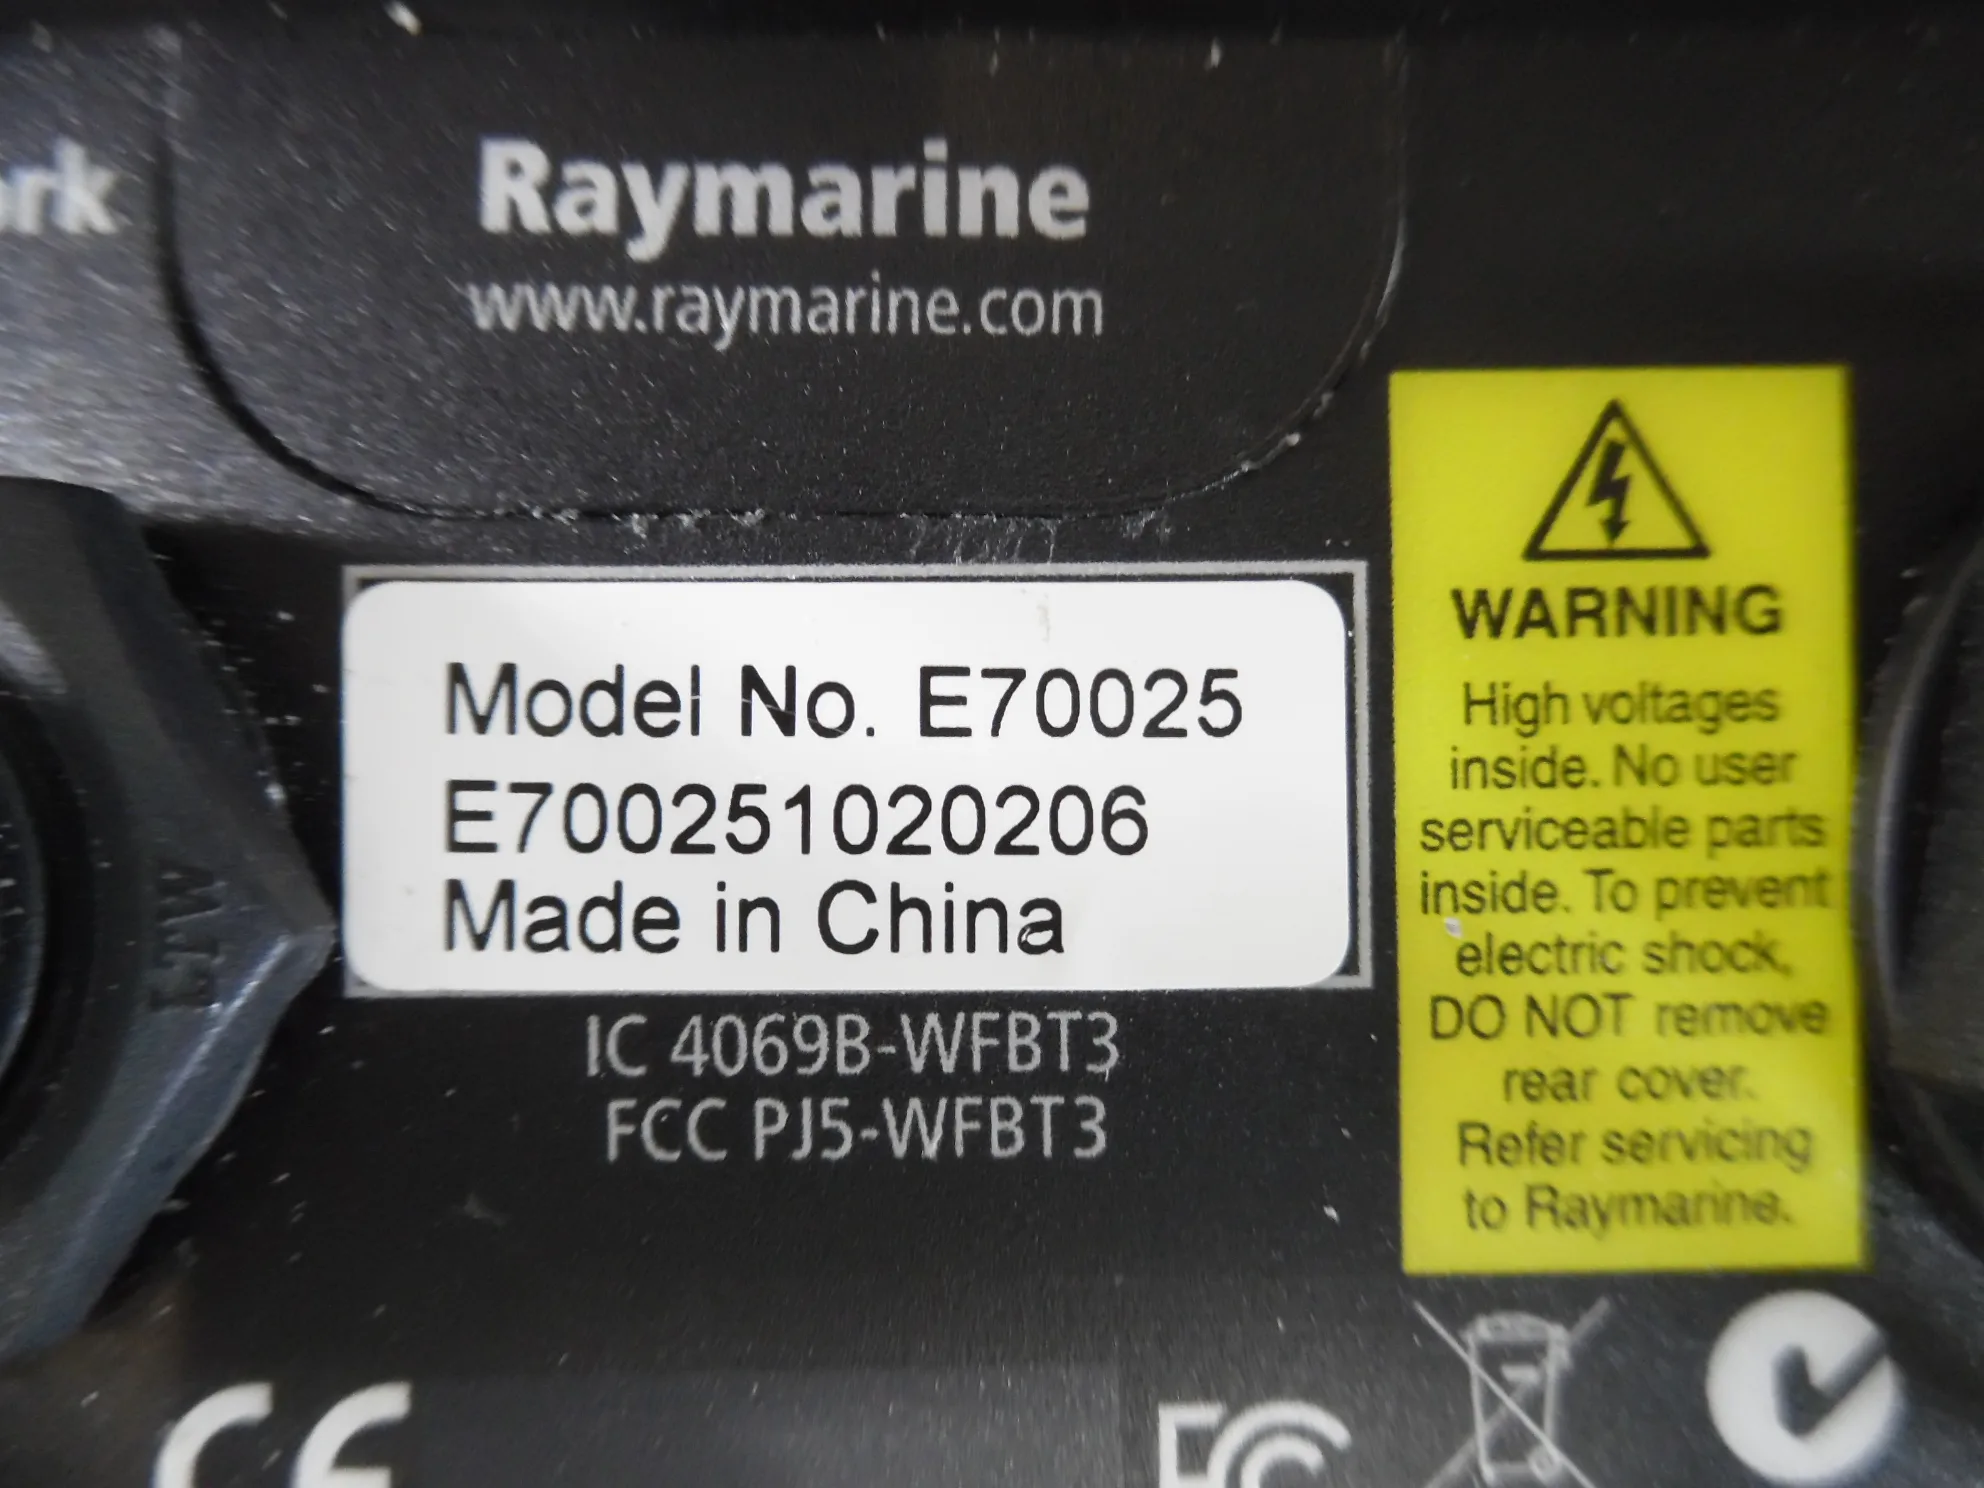 Raymarine
www.raymarine.com
Model No. E70025
E700251020206
Made in China
IC 4069B-WFBT3
FCC PJ5-WFBT3
WARNING
High voltages
inside. No user
serviceable parts
inside. To prevent
electric shock,
DO NOT remove
rear cover.
Refer servicing
to Raymarine.
CE
FC